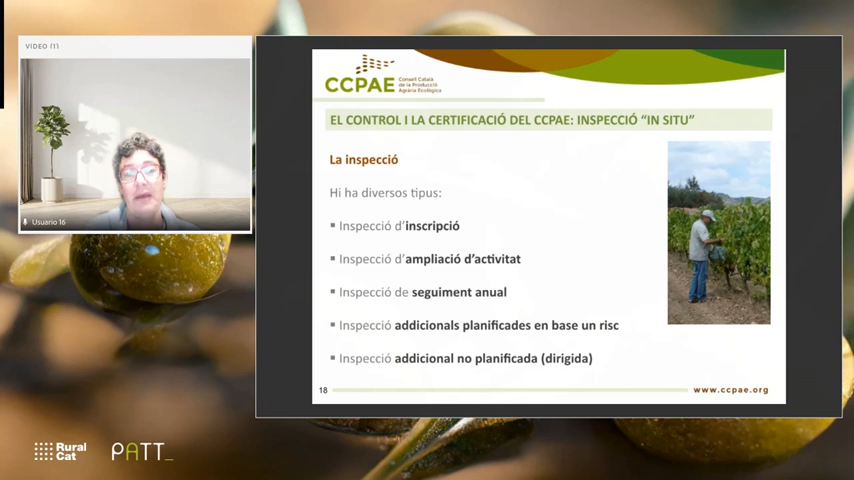 VIDEO (1)
Usuario 16
CCPAE
Consell Català
de la Producció
Agrària Ecològica
EL CONTROL I LA CERTIFICACIÓ DEL CCPAE: INSPECCIÓ “IN SITU”
La inspecció
Hi ha diversos tipus:
▪ Inspecció d’inscripció
▪ Inspecció d’ampliació d’activitat
▪ Inspecció de seguiment anual
▪ Inspecció addicionals planificades en base un risc
▪ Inspecció addicional no planificada (dirigida)
18
www.ccpae.org
Rural
Cat
PATT_